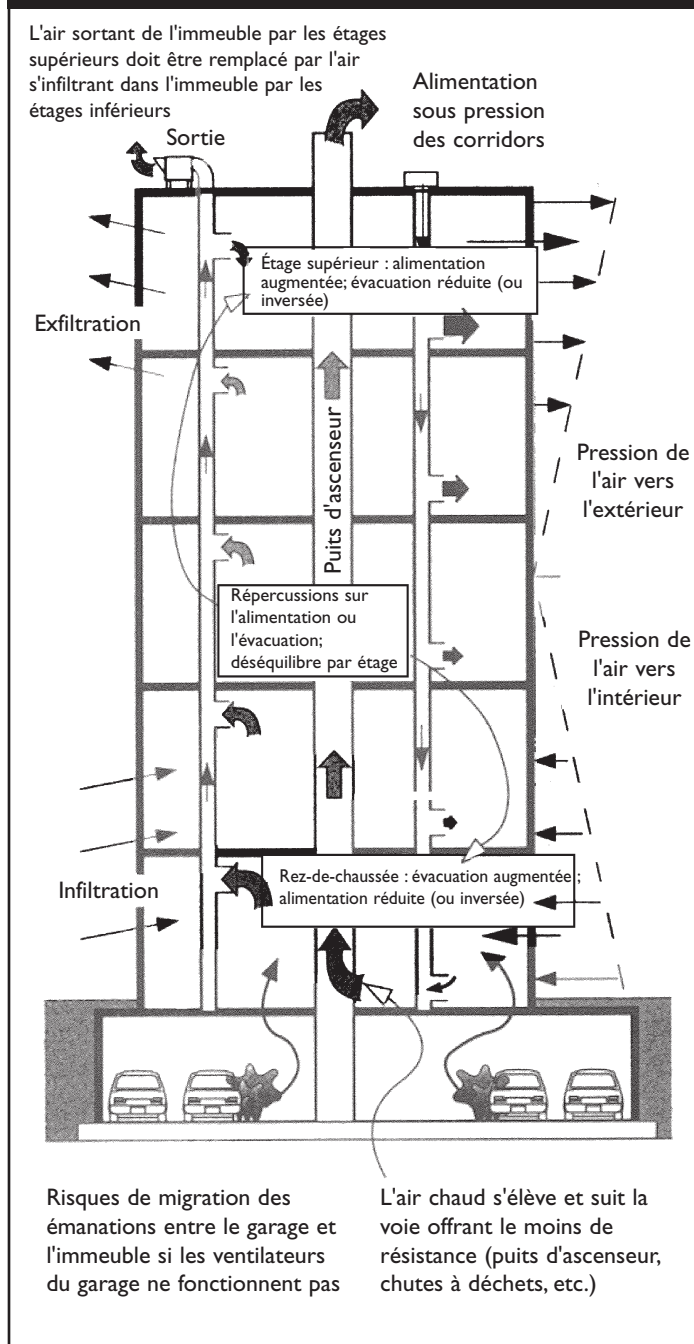 L'air sortant de l'immeuble par les étages
supérieurs doit être remplacé par l'air
s'infiltrant dans l'immeuble par les
étages inférieurs
Alimentation
sous pression
des corridors
Sortie
Étage supérieur : alimentation
augmentée; évacuation réduite (ou
inversée)
Exfiltration
Puits d'ascenseur
Pression de
l'air vers
l'extérieur
Répercussions sur
l'alimentation ou
l'évacuation;
déséquilibre par étage
Pression de
l'air vers
l'intérieur
Infiltration
Rez-de-chaussée : évacuation augmentée ;
alimentation réduite (ou inversée)
Risques de migration des
émanations entre le garage et
l'immeuble si les ventilateurs
du garage ne fonctionnent pas
L'air chaud s'élève et suit la
voie offrant le moins de
résistance (puits d'ascenseur,
chutes à déchets, etc.)